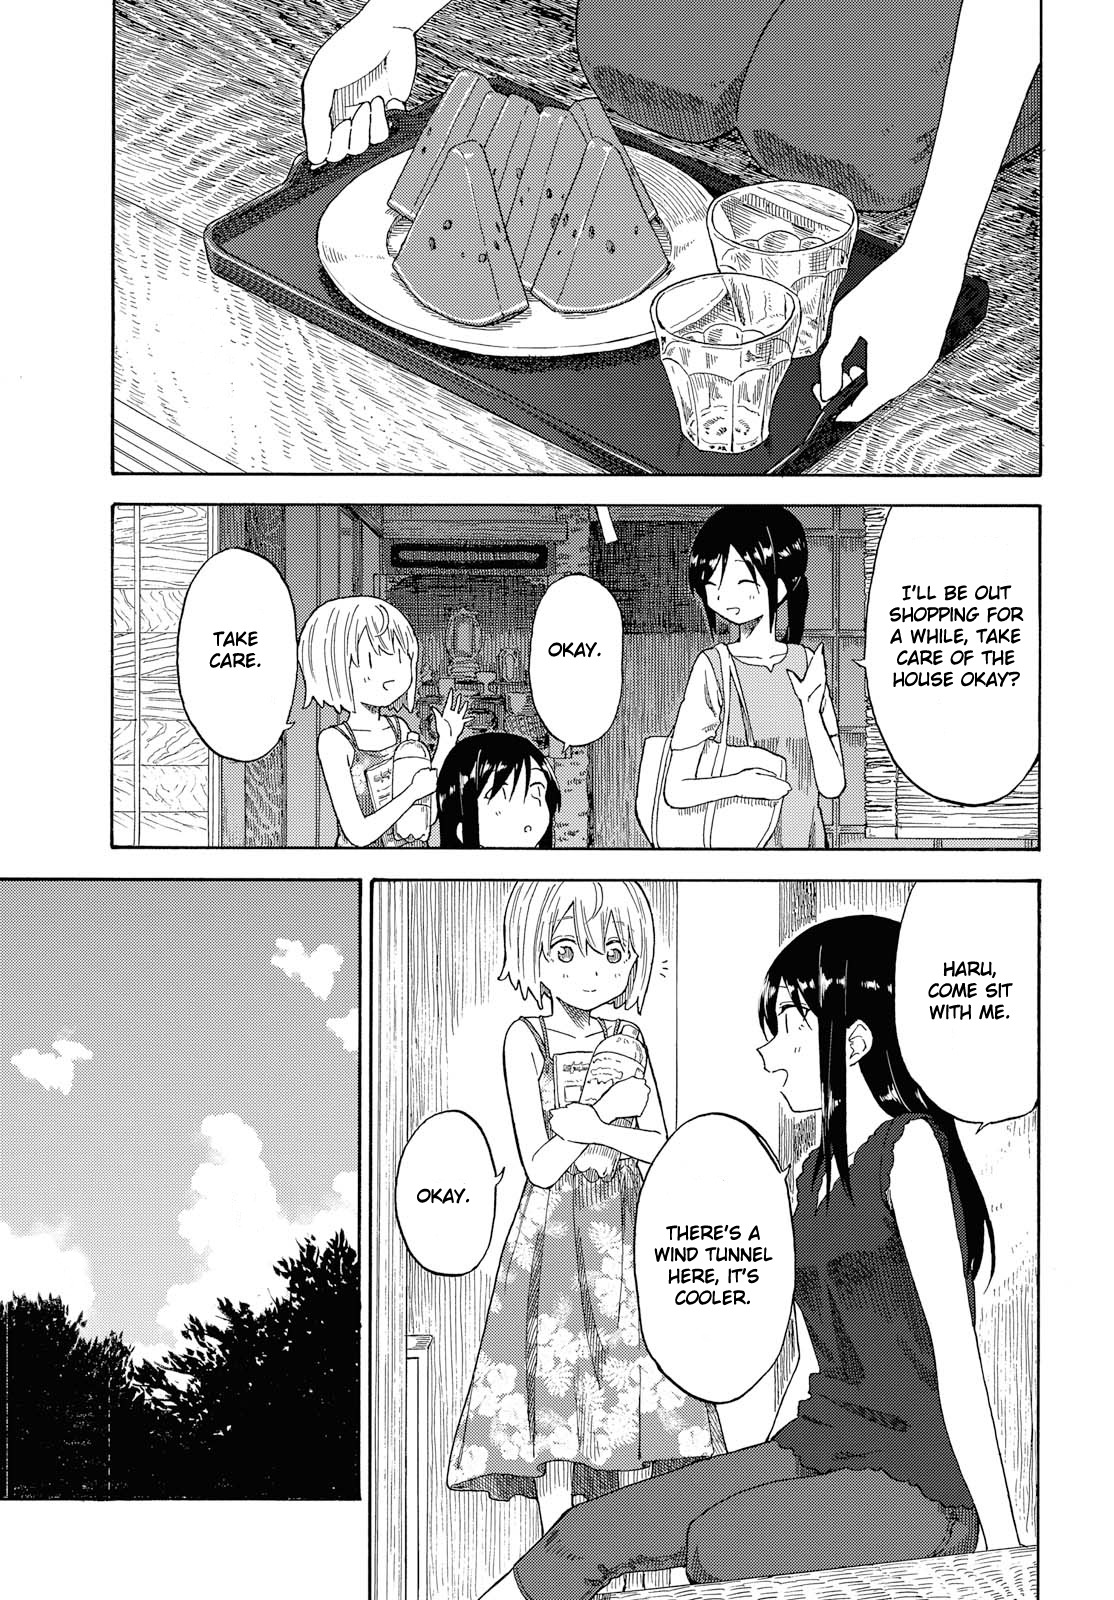 I'LL BE OUT
SHOPPING FOR
A WHILE, TAKE
CARE OF THE
HOUSE OKAY?
OKAY.
TAKE
CARE.
HARU,
COME SIT
WITH ME.
THERE'S A
WIND TUNNEL
HERE, IT'S
COOLER.
OKAY.